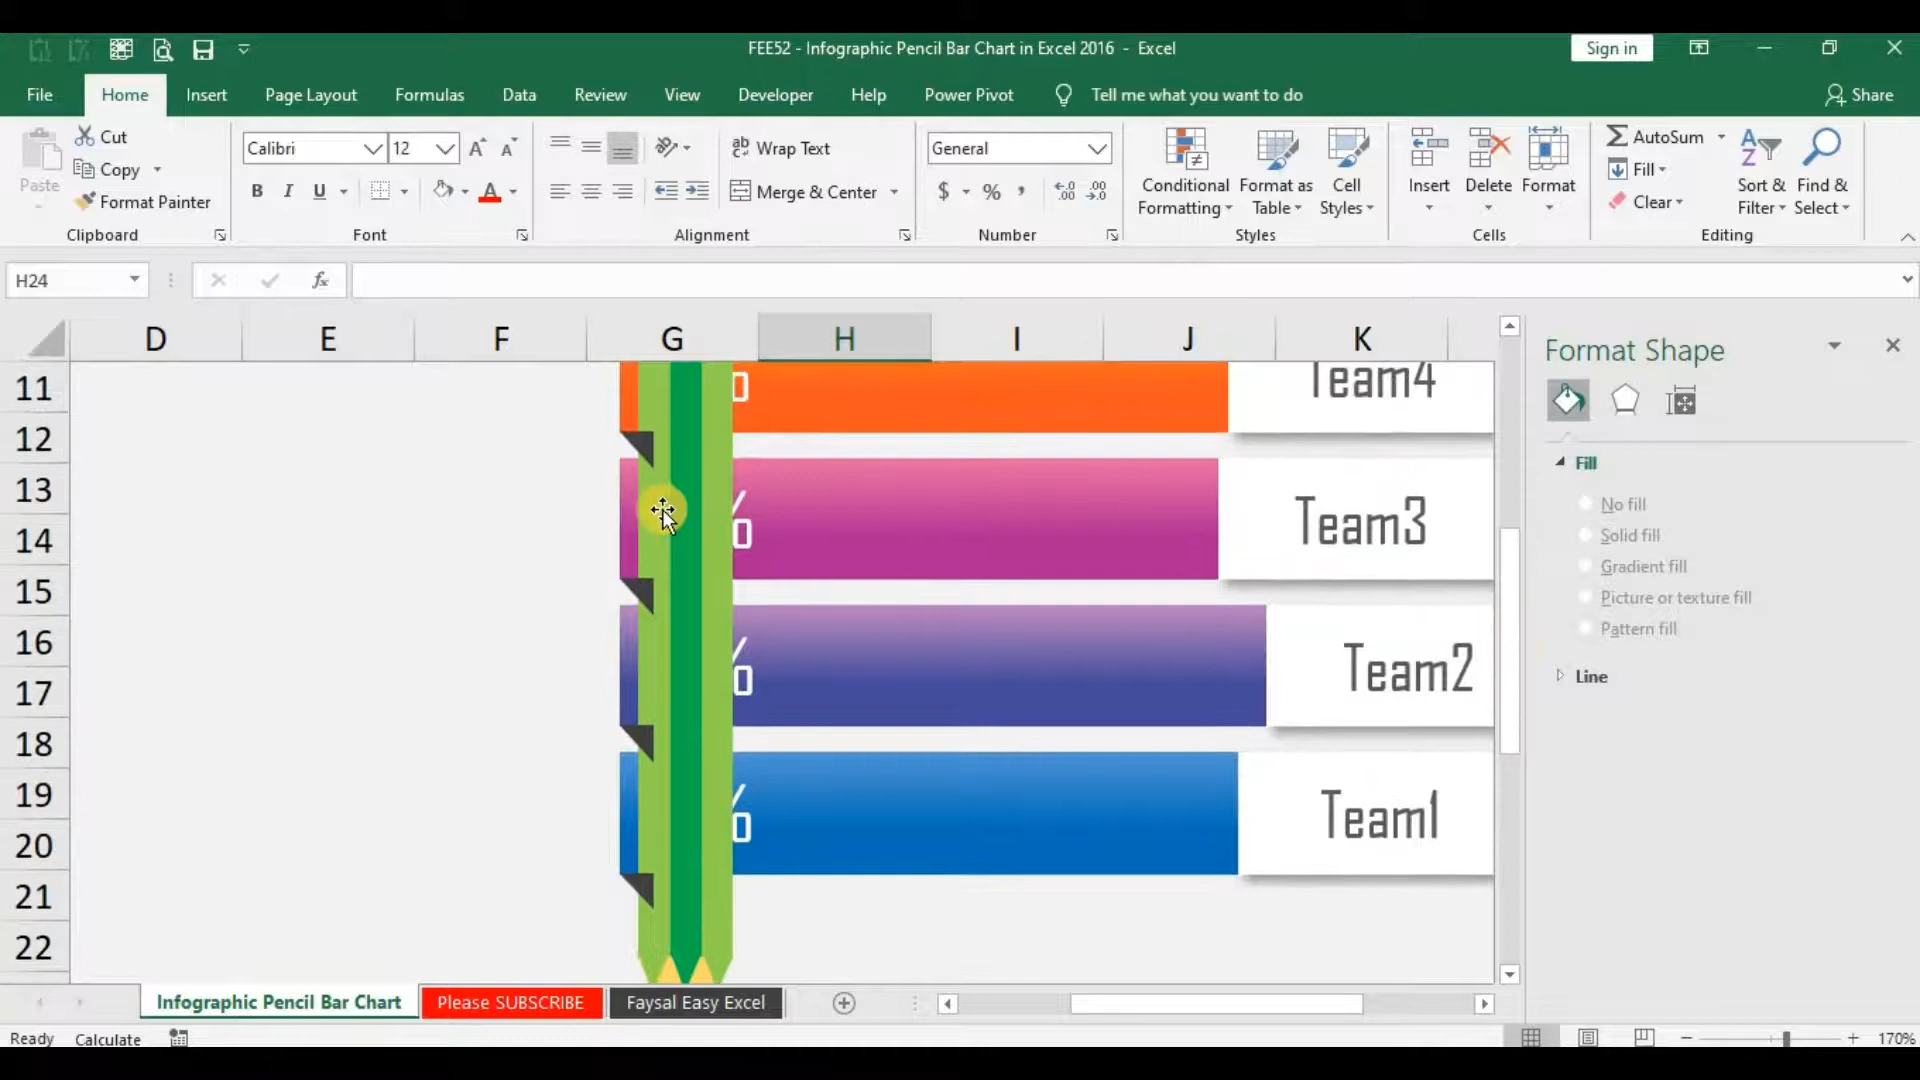 FEE52 - Infographic Pencil Bar Chart in Excel 2016 - Excel
Sign in
File Home Insert Page Layout Formulas Data Review View Developer Help Power Pivot Tell me what you want to do Share
Paste
Cut
Copy
Format Painter
Clipboard
Calibri 12
B I U A
Font
Wrap Text
Merge & Center
Alignment
General
$ % ,
Number
Conditional Formatting
Format as Table
Cell Styles
Styles
Insert
Delete
Format
Cells
AutoSum
Fill
Clear
Sort & Filter
Find & Select
Editing
H24
fx
D E F G H I J K
11
12
13
14
15
16
17
18
19
20
21
22
Team4
%
Team3
%
Team2
%
Team1
%
Format Shape
Fill
No fill
Solid fill
Gradient fill
Picture or texture fill
Pattern fill
Line
Infographic Pencil Bar Chart
Please SUBSCRIBE
Faysal Easy Excel
Ready Calculate
170%